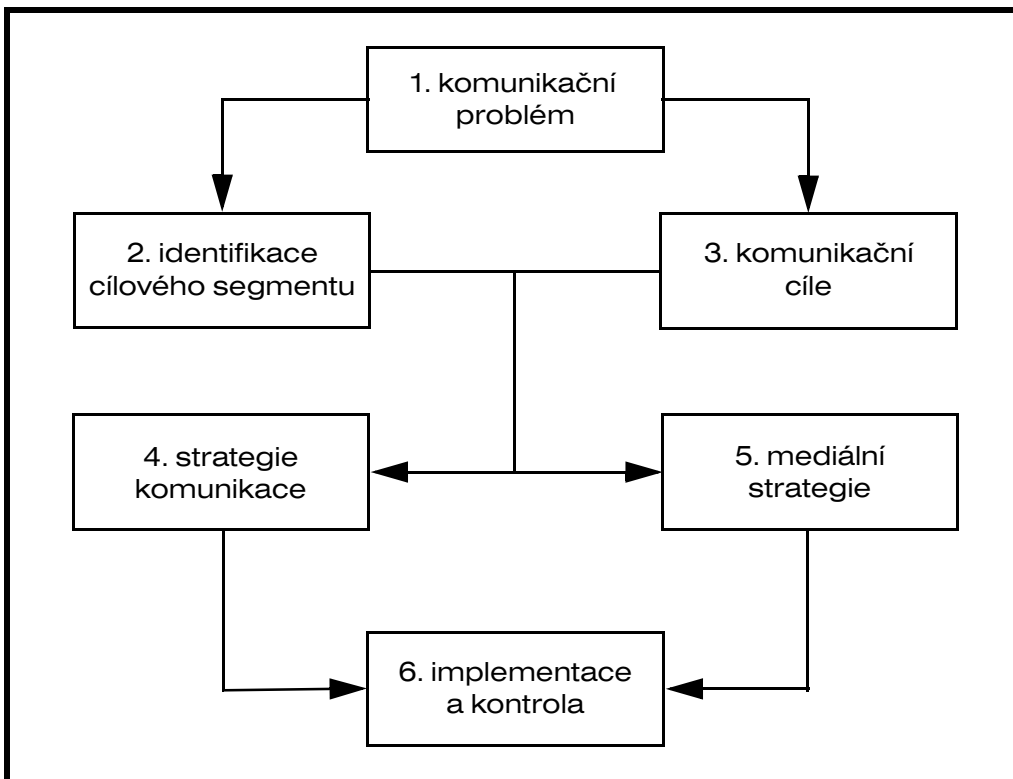 1. komunikační
problém
2. identifikace
cílového segmentu
3. komunikační
cíle
4. strategie
komunikace
5. mediální
strategie
6. implementace
a kontrola